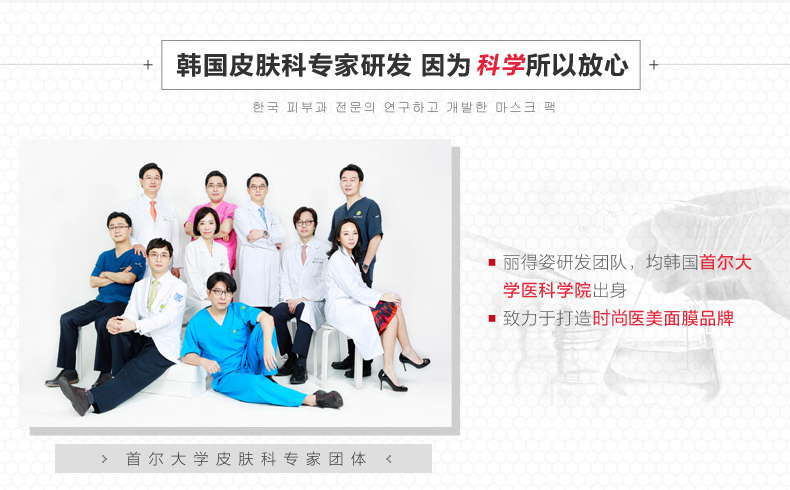 韩国皮肤科专家研发 因为科学所以放心
한국 피부과 전문의 연구하고 개발한 마스크 팩
丽得姿研发团队，均韩国首尔大
学医科学院出身
致力于打造时尚医美面膜品牌
首尔大学皮肤科专家团体